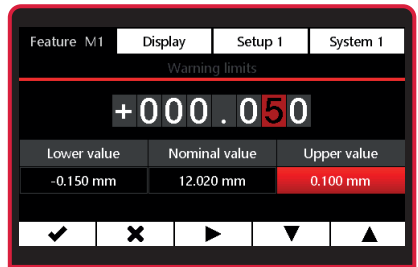 Feature M1 Display Setup 1 System 1
Warning limits
+000.050
Lower value Nominal value Upper value
-0.150 mm 12.020 mm 0.100 mm